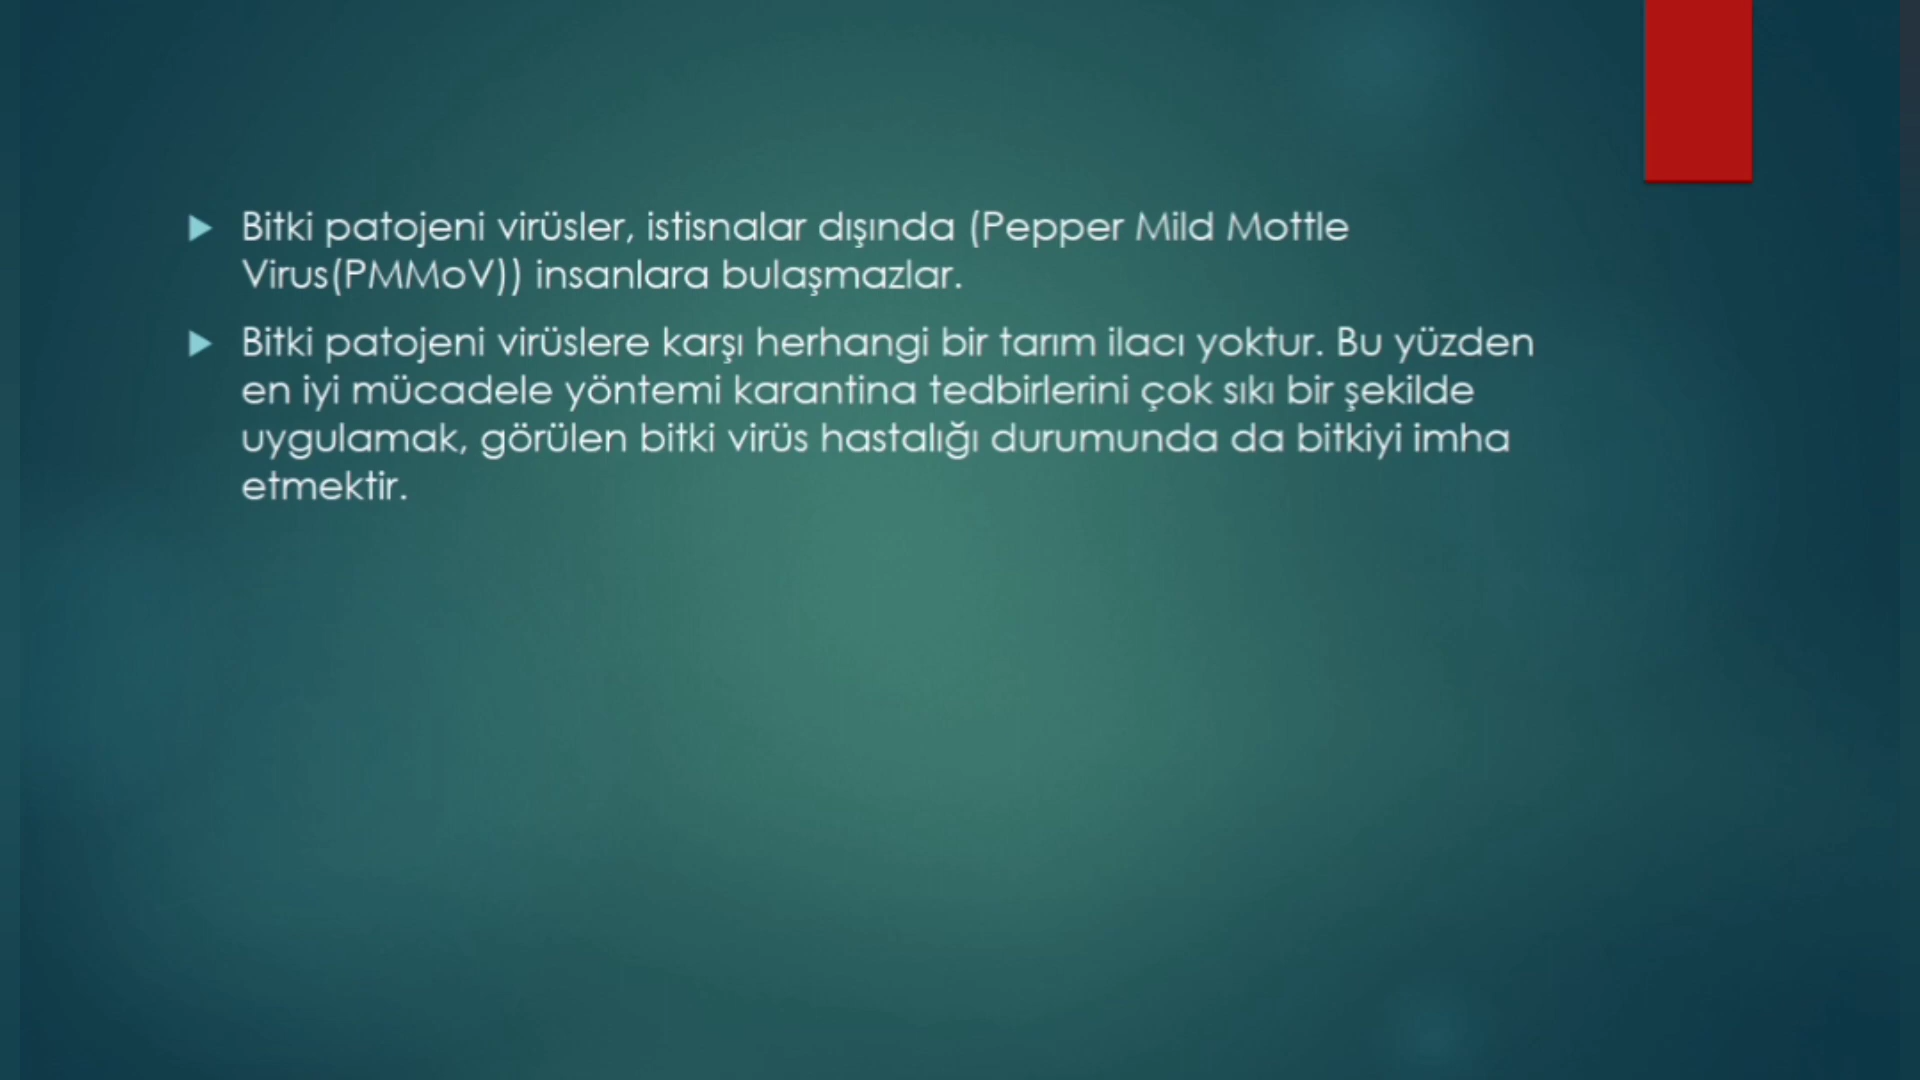 Bitki patojeni virüsler, istisnalar dışında (Pepper Mild Mottle
Virus(PMMoV)) insanlara bulaşmazlar.
Bitki patojeni virüslere karşı herhangi bir tarım ilacı yoktur. Bu yüzden
en iyi mücadele yöntemi karantina tedbirlerini çok sıkı bir şekilde
uygulamak, görülen bitki virüs hastalığı durumunda da bitkiyi imha
etmektir.